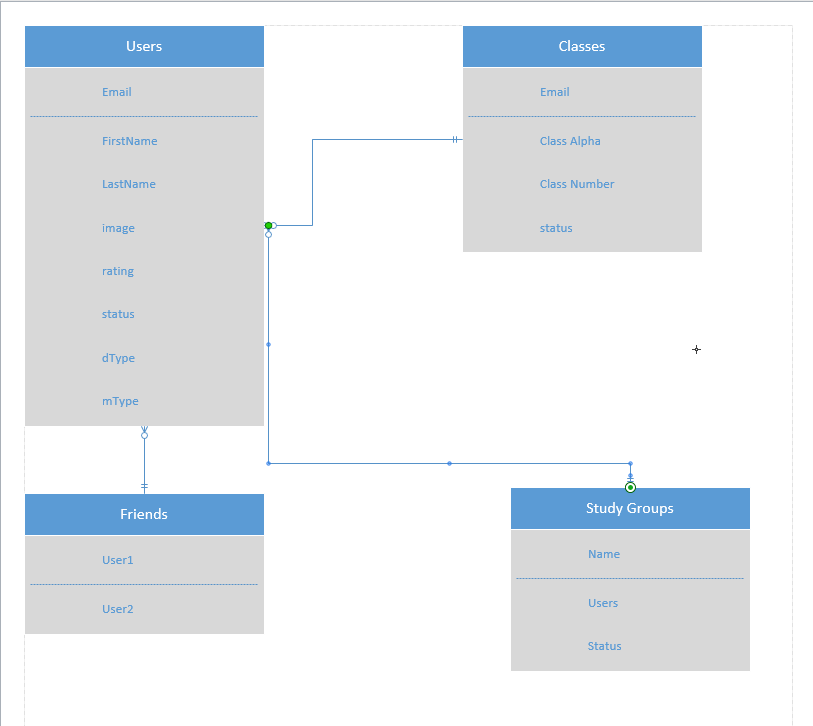 Users
Email
FirstName
LastName
image
rating
status
dType
mType
Classes
Email
Class Alpha
Class Number
status
Friends
User1
User2
Study Groups
Name
Users
Status